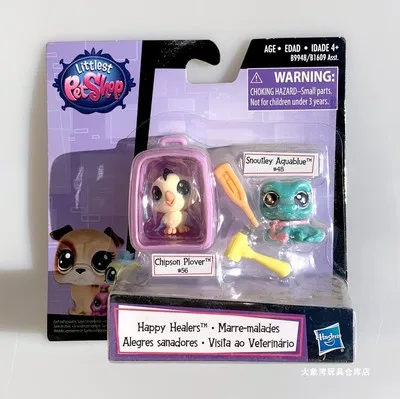 Littlest
PetShop
AGE • EDAD • IDADE 4+
B9948/B1609 Asst.
WARNING:
CHOKING HAZARD–Small parts.
Not for children under 3 years.
Snoutley Aquablue™
#48
Chipson Plover™
#56
Happy Healers™ • Marre-malades
Alegres sanadores • Visita ao Veterinário
Hasbro